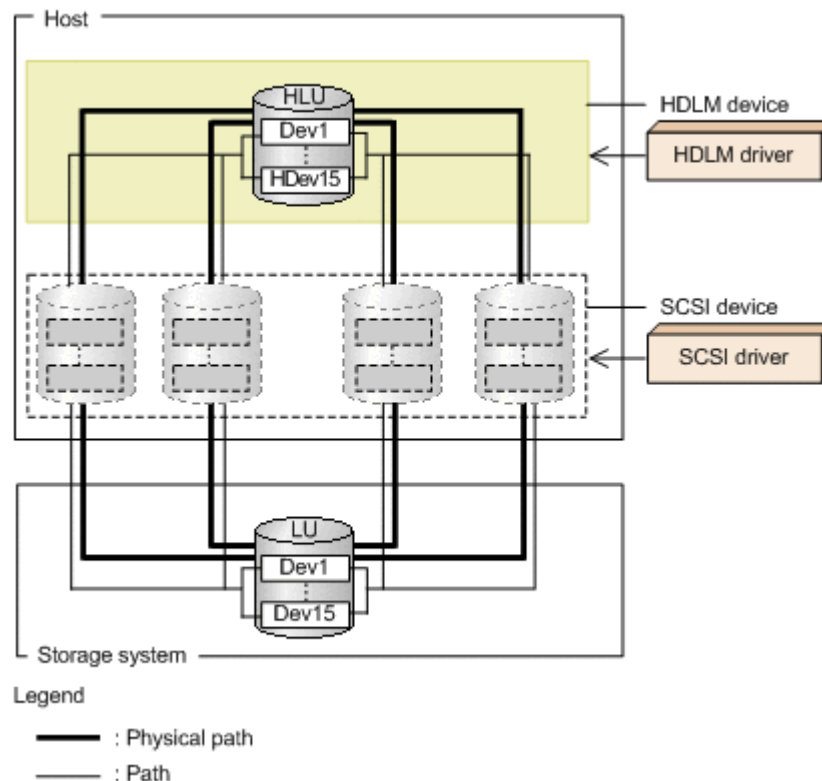 Host
HLU
Dev1
HDev15
HDLM device
HDLM driver
SCSI device
SCSI driver
LU
Dev1
Dev15
Storage system
Legend
: Physical path
: Path